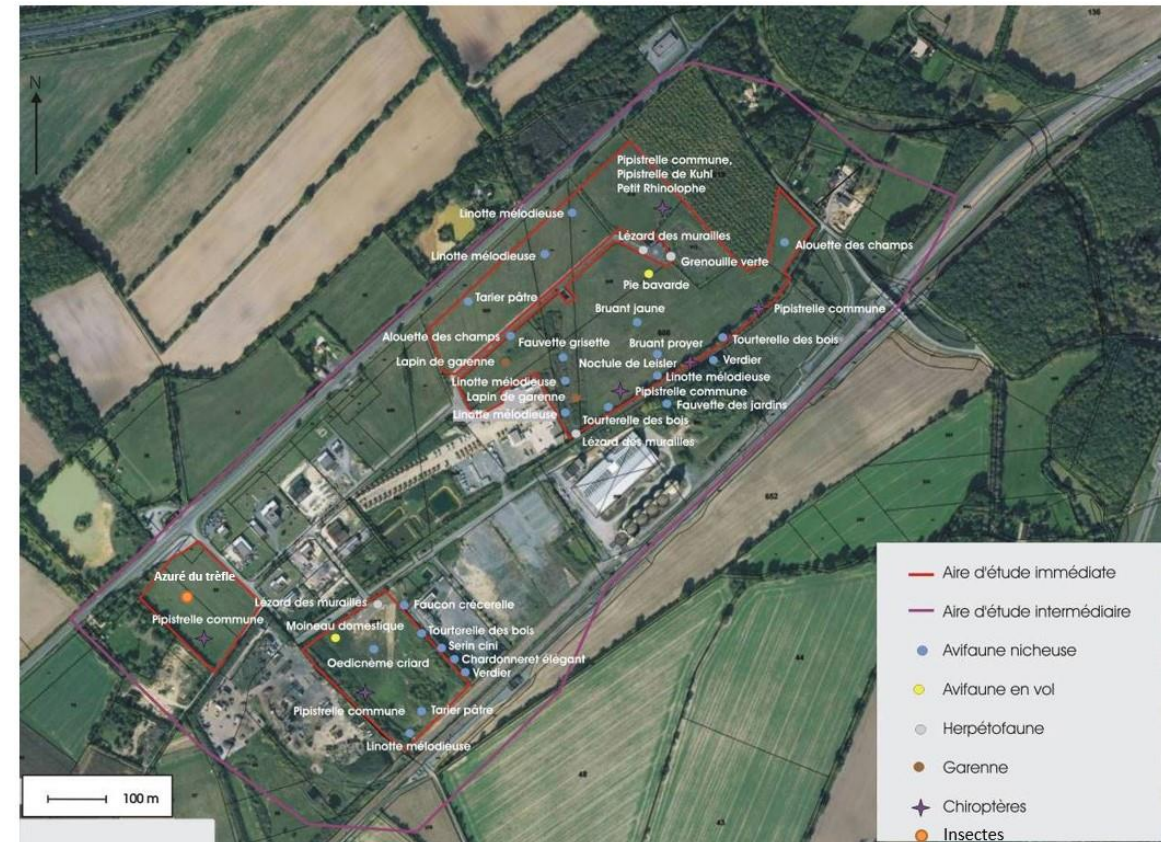 136
N
Pipistrelle commune,
Pipistrelle de Kuhl
Petit Rhinolophe
Linotte mélodieuse
Lézard des murailles
Alouette des champs
Linotte mélodieuse
Grenouille verte
Pie bavarde
Tarier pâtre
Pipistrelle commune
Bruant jaune
Alouette des champs
Fauvette grisette
Bruant proyer
Tourterelle des bois
Lapin de garenne
Noctule de Leisler
Verdier
Linotte mélodieuse
Linotte mélodieuse
Lapin de garenne
Pipistrelle commune
Fauvette des jardins
Linotte mélodieuse
Tourterelle des bois
Lézard des murailles
652
Azuré du trèfle
Pipistrelle commune
Lézard des murailles
Faucon crécerelle
Moineau domestique
Tourterelle des bois
Serin cini
Oedicnème criard
Chardonneret élégant
Verdier
Pipistrelle commune
Tarier pâtre
Linotte mélodieuse
44
48
43
100 m
Aire d'étude immédiate
Aire d'étude intermédiaire
Avifaune nicheuse
Avifaune en vol
Herpétofaune
Garenne
Chiroptères
Insectes